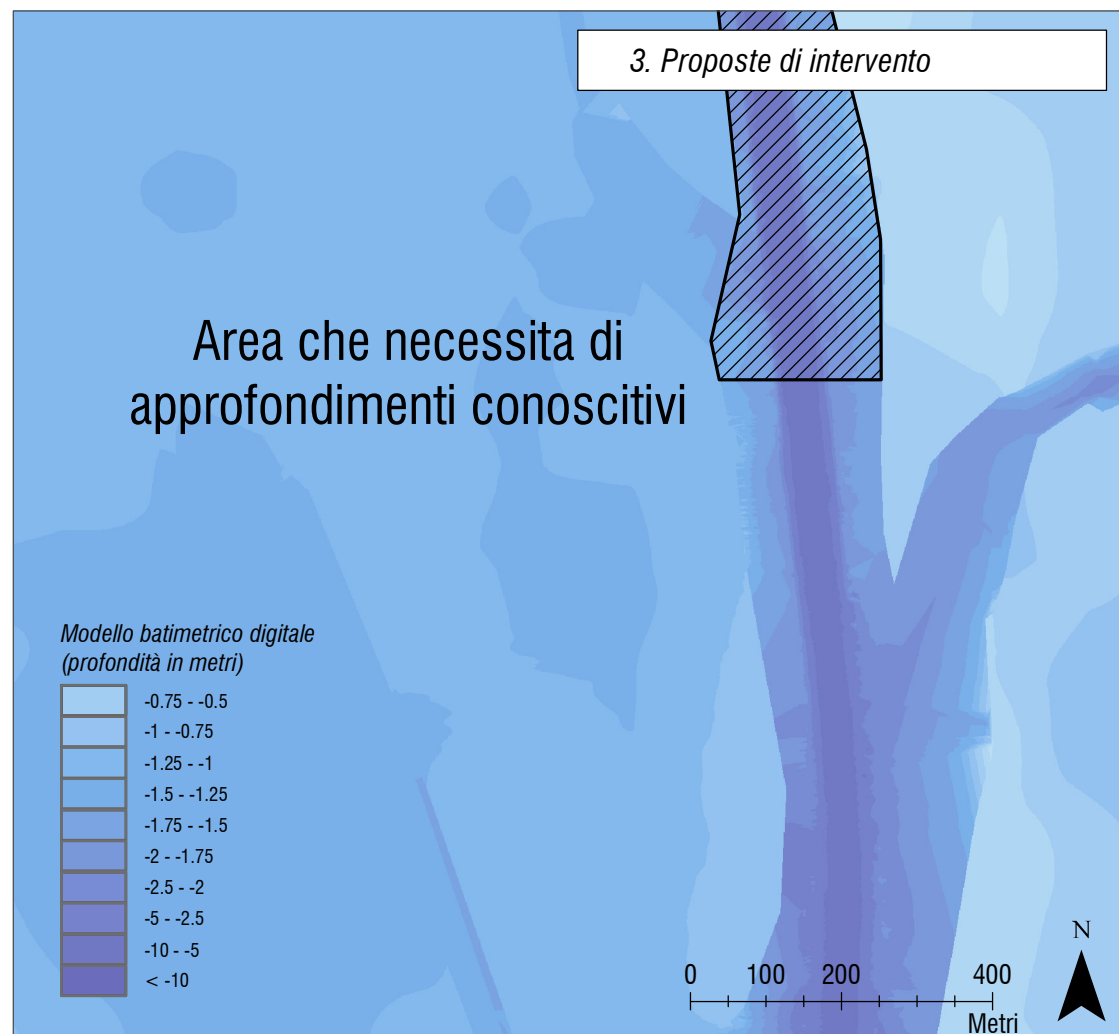 3. Proposte di intervento
Area che necessita di
approfondimenti conoscitivi
Modello batimetrico digitale
(profondità in metri)
-0.75 - -0.5
-1 - -0.75
-1.25 - -1
-1.5 - -1.25
-1.75 - -1.5
-2 - -1.75
-2.5 - -2
-5 - -2.5
-10 - -5
< -10
0 100 200 400
Metri
N